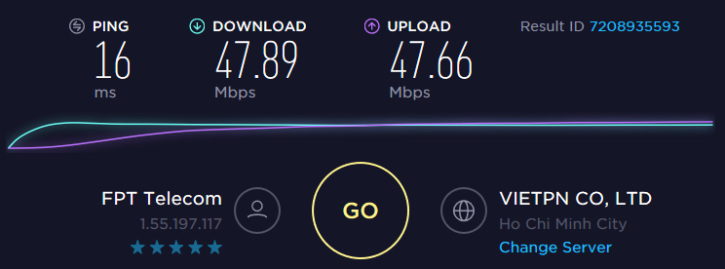 PING DOWNLOAD UPLOAD Result ID 7208935593
16 47.89 47.66
ms Mbps Mbps
FPT Telecom
1.55.197.117
GO
VIETPN CO, LTD
Ho Chi Minh City
Change Server